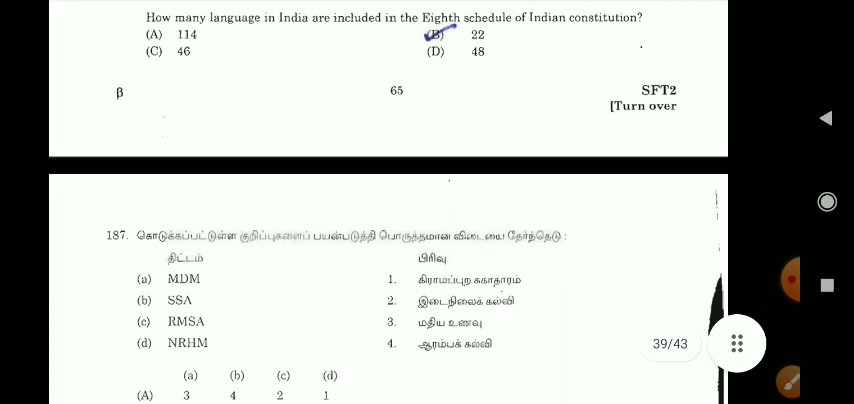 How many language in India are included in the Eighth schedule of Indian constitution?
(A) 114 (B) 22
(C) 46 (D) 48
β 65 SFT2
[Turn over
187. கொடுக்கப்பட்டுள்ள குறிப்புகளைப் பயன்படுத்தி பொருத்தமான விடையை தேர்ந்தெடு :
திட்டம் பிரிவு
(a) MDM 1. கிராமப்புற சுகாதாரம்
(b) SSA 2. இடைநிலைக் கல்வி
(c) RMSA 3. மதிய உணவு
(d) NRHM 4. ஆரம்பக் கல்வி
39/43
(a) (b) (c) (d)
(A) 3 4 2 1